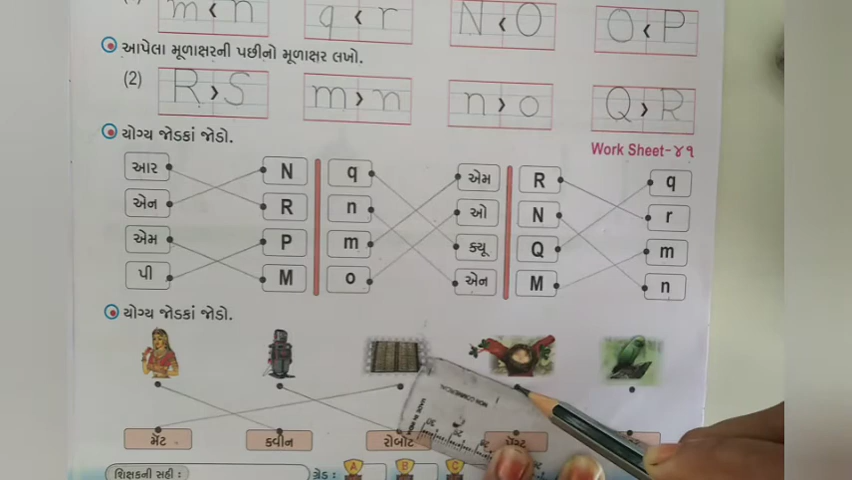 m < n q < r N < O O < P
આપેલા મૂળાક્ષરની પછીનો મૂળાક્ષર લખો.
(2) R > S m > n n > o Q > R
યોગ્ય જોડકાં જોડો.
Work Sheet-૪૧
આર N q એમ R q
એન R n ઓ N r
એમ P m ક્યૂ Q m
પી M o એન M n
યોગ્ય જોડકાં જોડો.
મેટ ક્વીન રોબોટ
શિક્ષકની સહી : ગ્રેડ : A B C